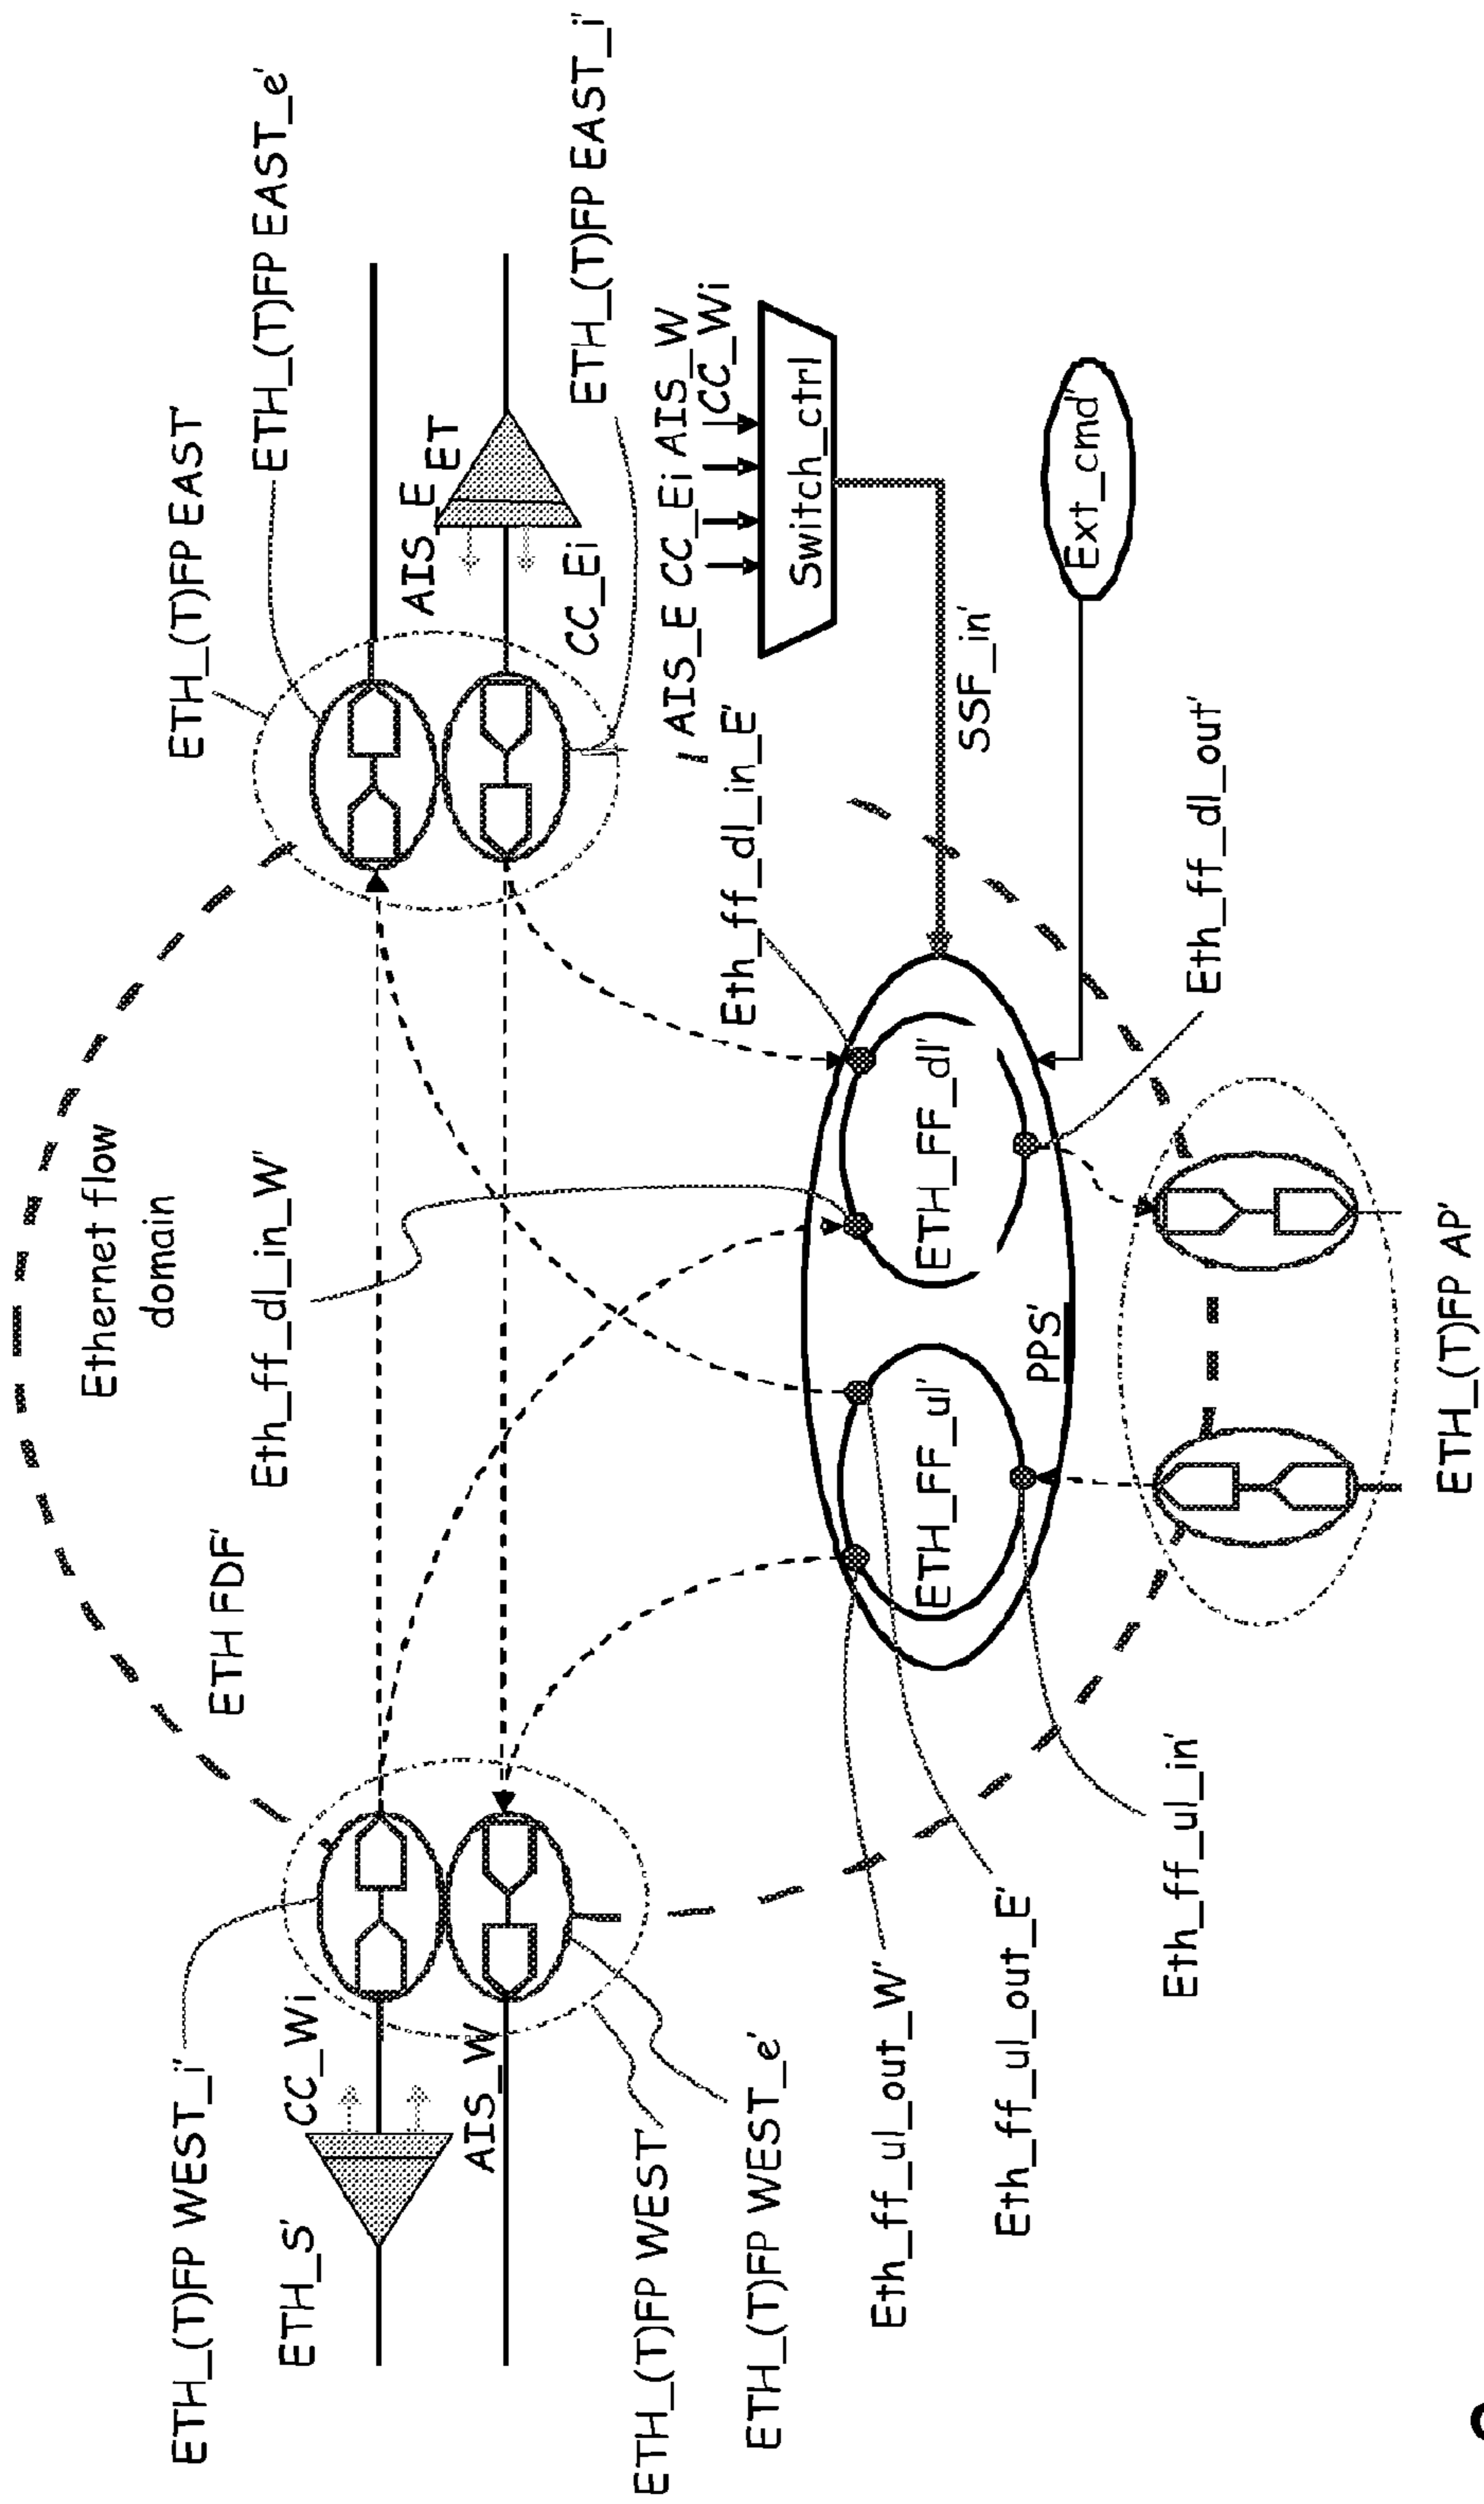 Ethernet flow
domain
ETH FDF'
ETH_(T)FP EAST'
ETH_(T)FP EAST_e'
ETH_(T)FP WEST_i'
ETH_S'
CC_Wi
AIS_W
Eth_ff_dl_in_W'
AIS_E
ET
CC_Ei
ETH_(T)FP EAST_i'
ETH_(T)FP WEST'
ETH_(T)FP WEST_e'
AIS_E CC_Ei AIS_W
CC_Wi
Eth_ff_dl_in_E'
Switch_ctrl
SSF_in'
Ext_cmd'
ETH_FF_ul'
ETH_FF_dl'
PPS'
Eth_ff_ul_out_W'
Eth_ff_ul_out_E'
Eth_ff_ul_in'
Eth_ff_dl_out'
ETH_(T)FP AP'